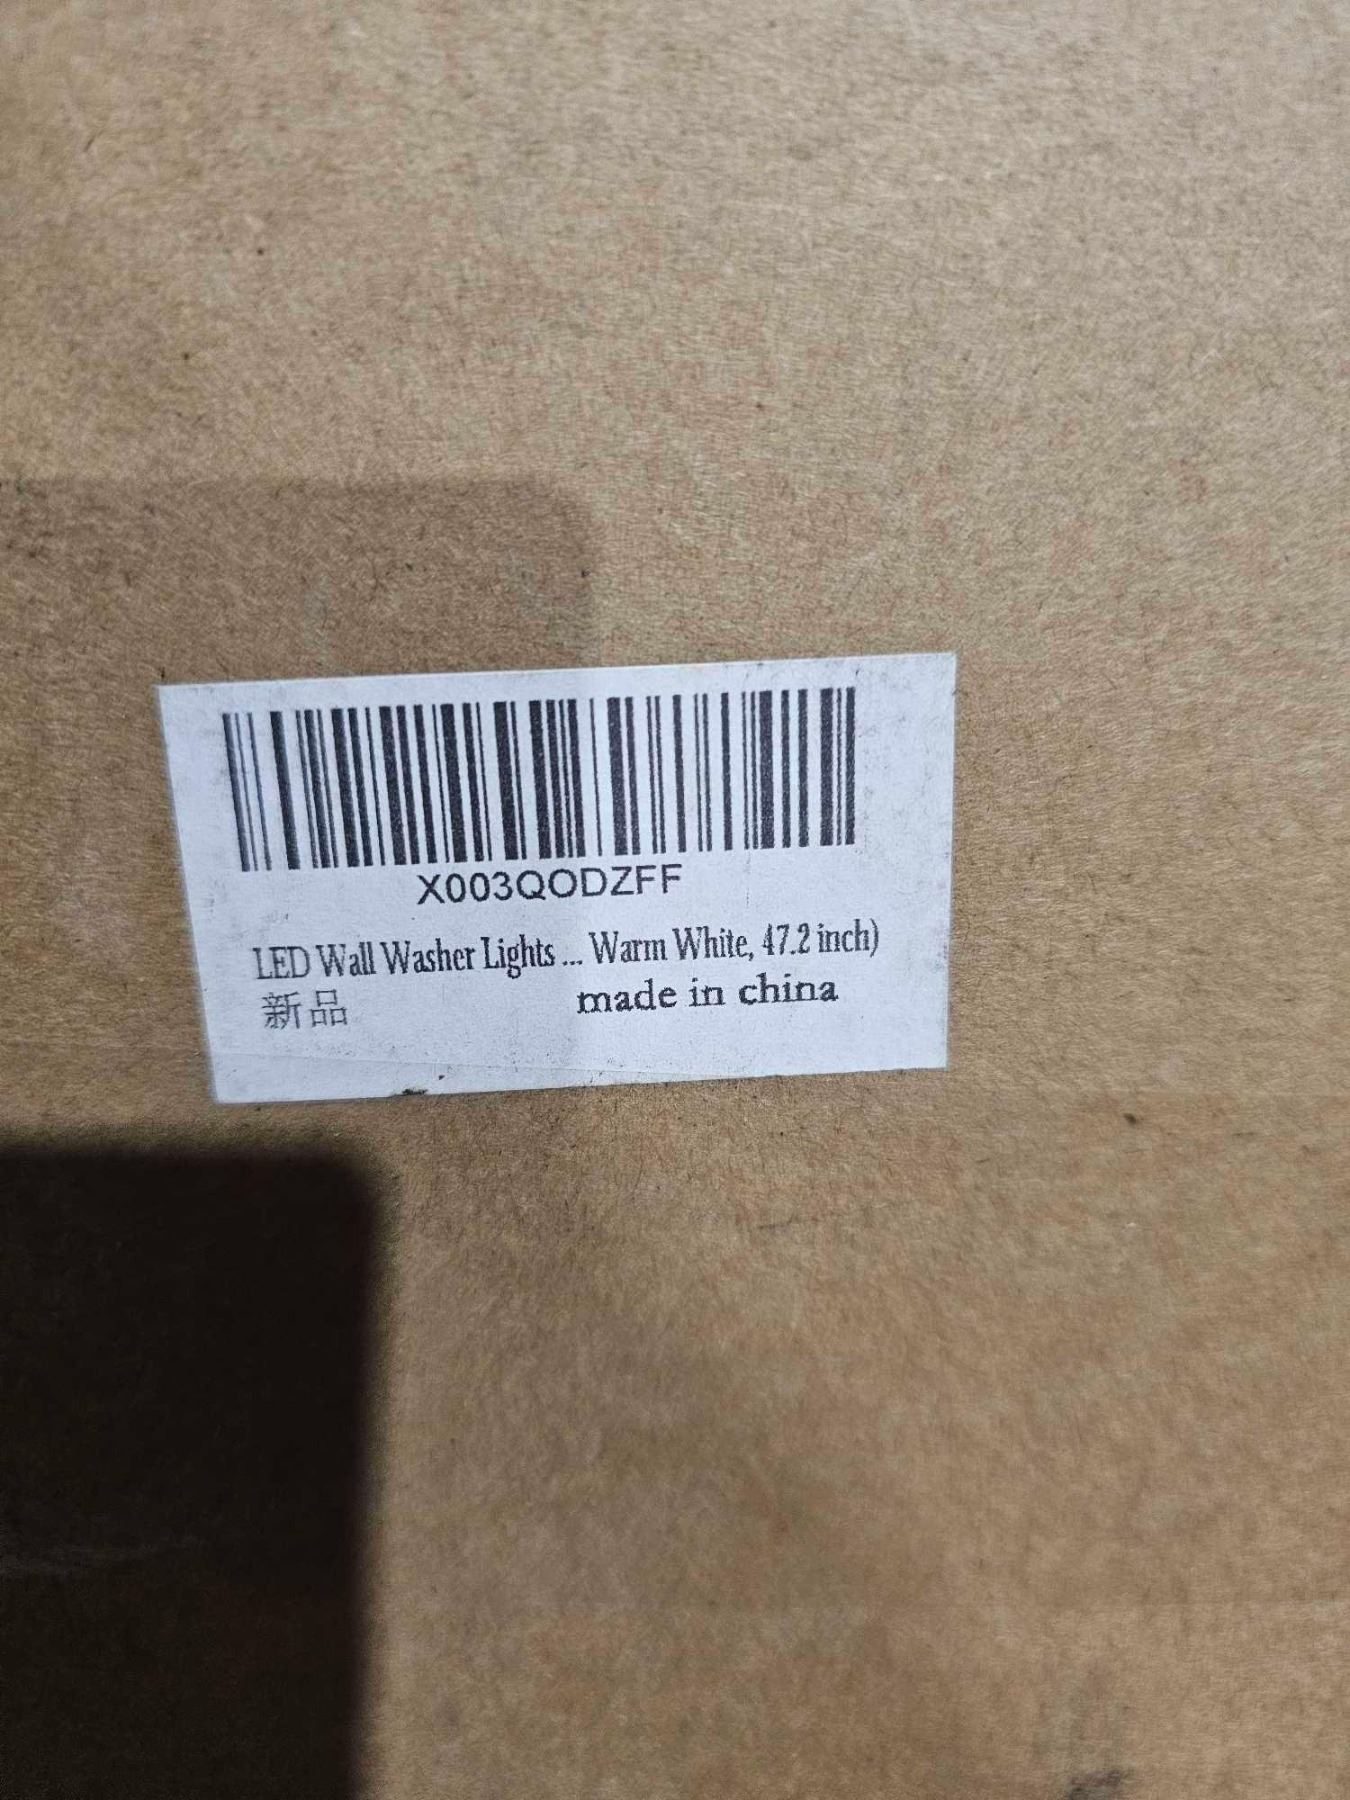 X003QODZFF
LED Wall Washer Lights ... Warm White, 47.2 inch)
新品
made in china